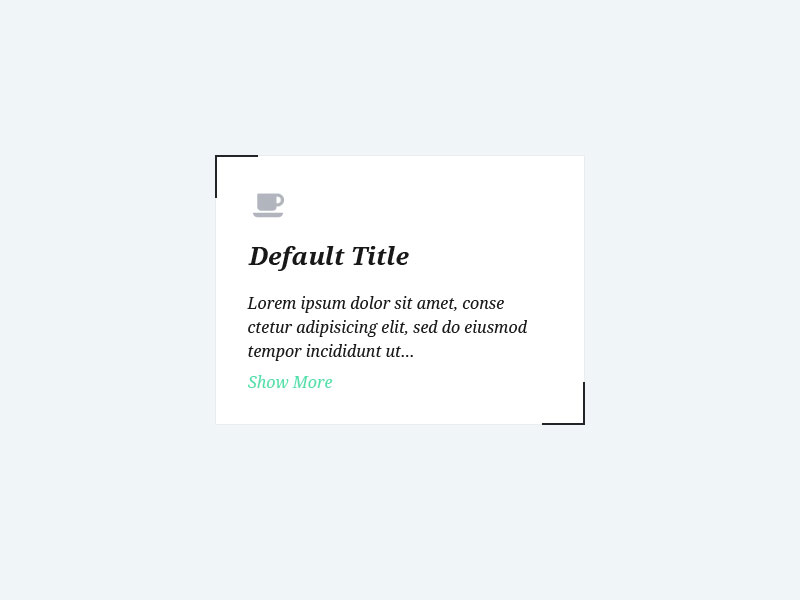 Default Title
Lorem ipsum dolor sit amet, conse
ctetur adipisicing elit, sed do eiusmod
tempor incididunt ut...
Show More